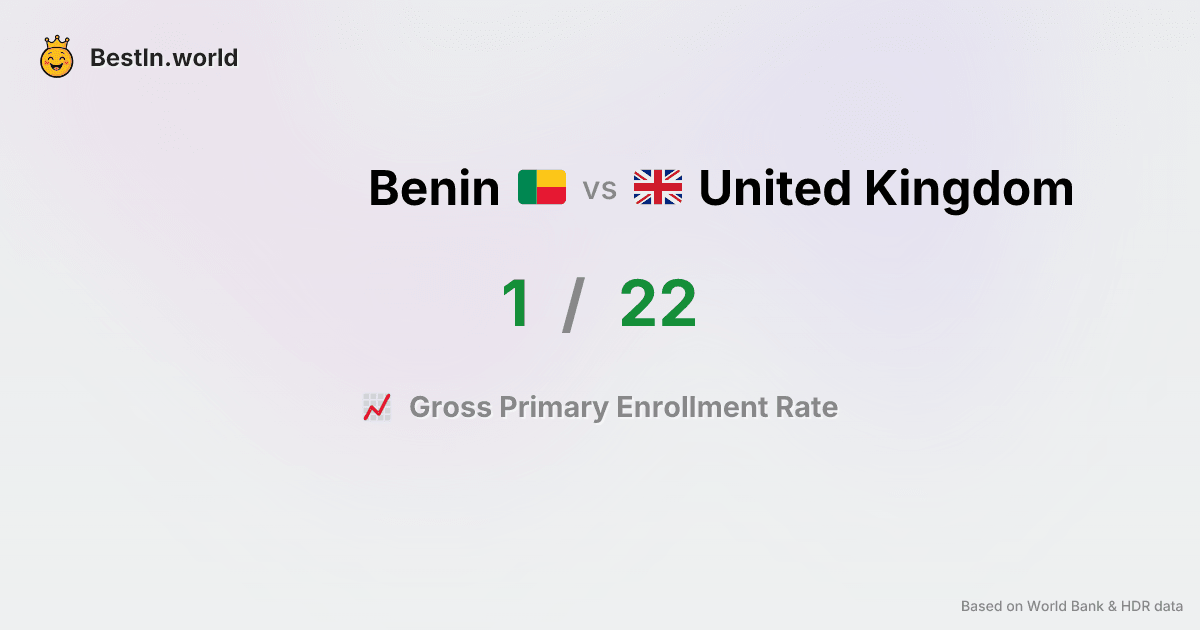 BestIn.world
Benin vs United Kingdom
1 / 22
Gross Primary Enrollment Rate
Based on World Bank & HDR data